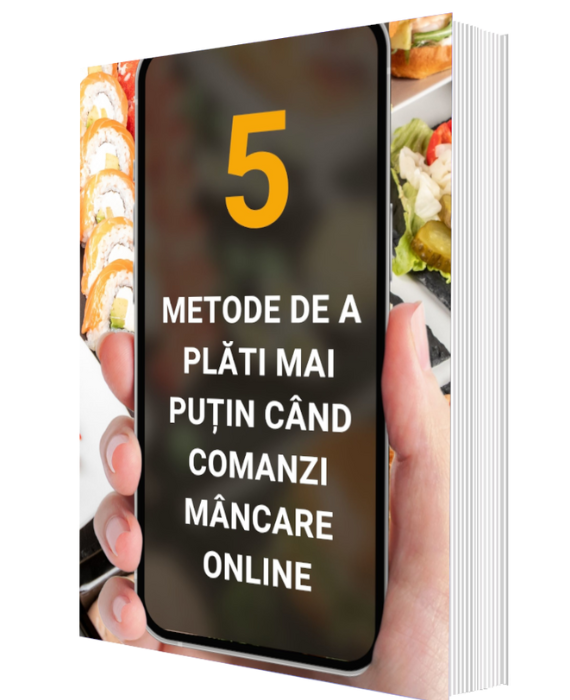 5
METODE DE A
PLĂTI MAI
PUȚIN CÂND
COMANZI
MÂNCARE
ONLINE